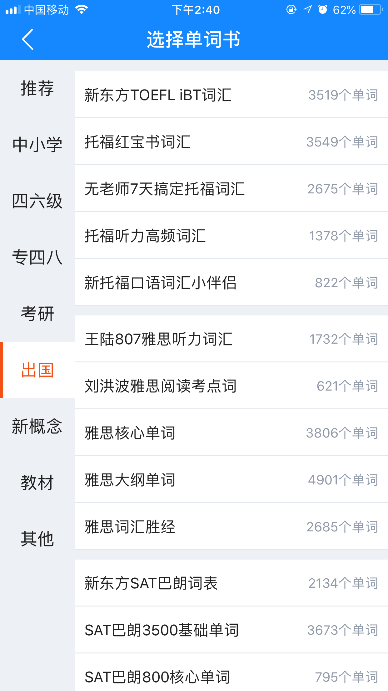 中国移动 下午2:40 62%
选择单词书
推荐
中小学
四六级
专四八
考研
出国
新概念
教材
其他
新东方TOEFL iBT词汇 3519个单词
托福红宝书词汇 3549个单词
无老师7天搞定托福词汇 2675个单词
托福听力高频词汇 1378个单词
新托福口语词汇小伴侣 822个单词
王陆807雅思听力词汇 1732个单词
刘洪波雅思阅读考点词 621个单词
雅思核心单词 3806个单词
雅思大纲单词 4901个单词
雅思词汇胜经 2685个单词
新东方SAT巴朗词表 2134个单词
SAT巴朗3500基础单词 3673个单词
SAT巴朗800核心单词 795个单词